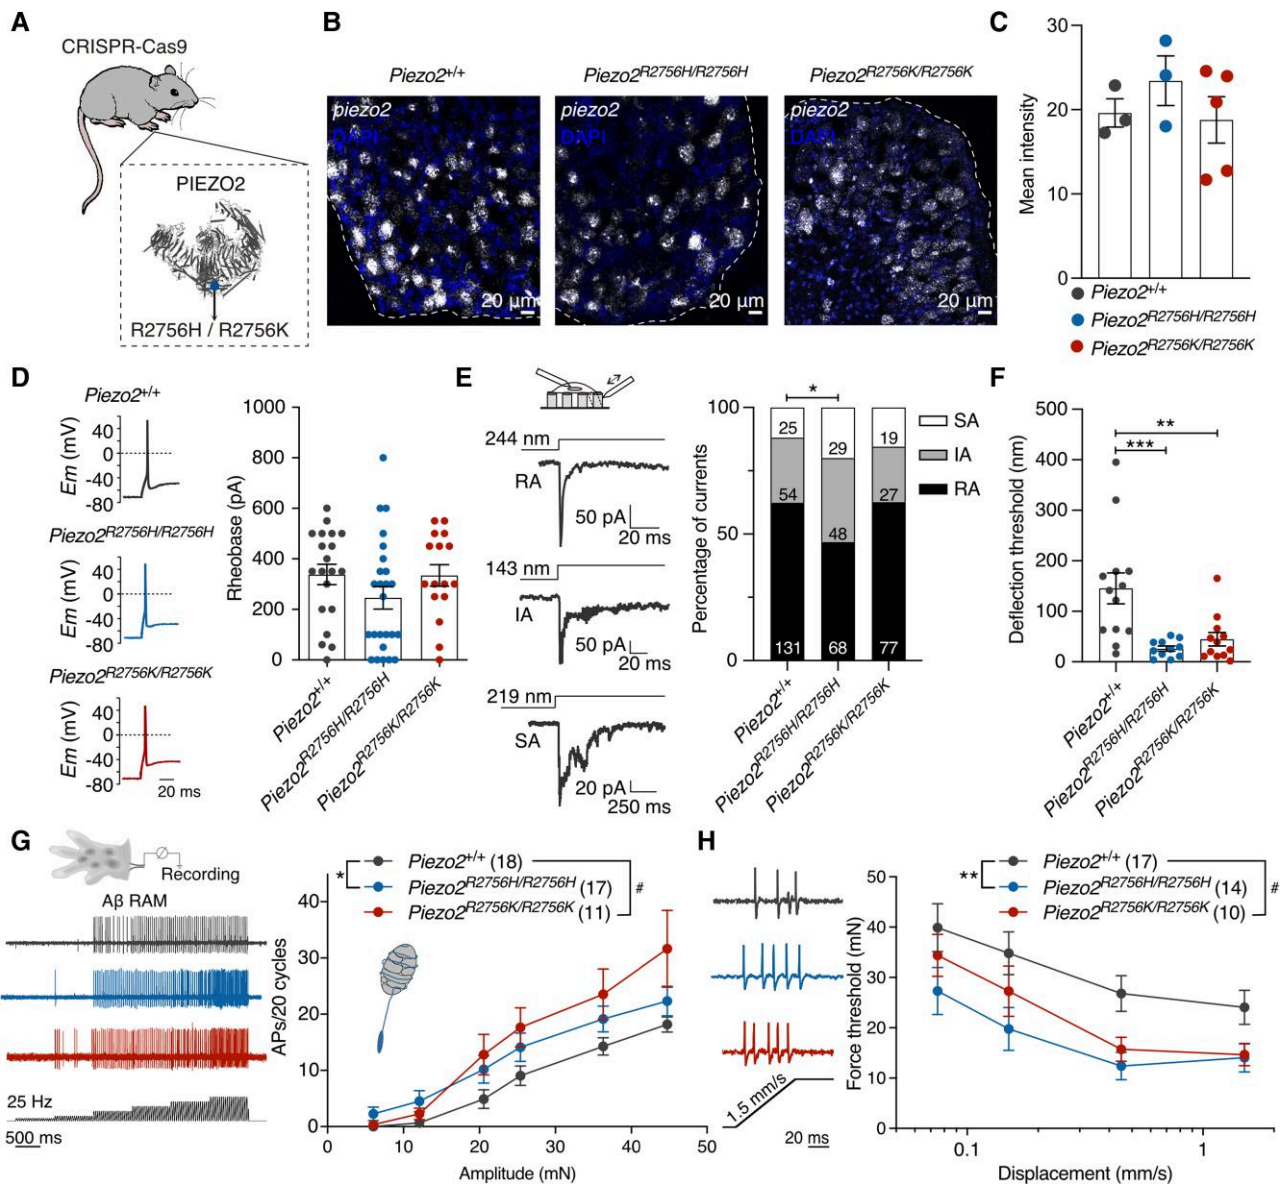 A
CRISPR-Cas9
PIEZO2
R2756H / R2756K
B
Piezo2+/+
Piezo2R2756H/R2756H
Piezo2R2756K/R2756K
piezo2
DAPI
20 μm
piezo2
DAPI
20 μm
piezo2
DAPI
20 μm
C
30
20
10
0
Mean intensity
Piezo2+/+
Piezo2R2756H/R2756H
Piezo2R2756K/R2756K
D
Piezo2+/+
40
0
-80
Em (mV)
Piezo2R2756H/R2756H
40
0
-80
Em (mV)
Piezo2R2756K/R2756K
40
0
-80
Em (mV)
20 ms
1000
800
600
400
200
0
Rheobase (pA)
Piezo2+/+
Piezo2R2756H/R2756H
Piezo2R2756K/R2756K
E
244 nm
RA
50 pA
20 ms
143 nm
IA
50 pA
20 ms
219 nm
SA
20 pA
250 ms
*
100
50
0
Percentage of currents
25
54
131
29
48
68
19
27
77
SA
IA
RA
Piezo2+/+
Piezo2R2756H/R2756H
Piezo2R2756K/R2756K
F
500
400
300
200
100
0
Deflection threshold (nm)
**
***
Piezo2+/+
Piezo2R2756H/R2756H
Piezo2R2756K/R2756K
G
Recording
Aβ RAM
25 Hz
500 ms
*
Piezo2+/+ (18)
Piezo2R2756H/R2756H (17)
Piezo2R2756K/R2756K (11)
#
40
30
20
10
0
APs/20 cycles
0 10 20 30 40 50
Amplitude (mN)
H
1.5 mm/s
20 ms
**
Piezo2+/+ (17)
Piezo2R2756H/R2756H (14)
Piezo2R2756K/R2756K (10)
#
50
40
30
20
10
0
Force threshold (mN)
0.1 1
Displacement (mm/s)